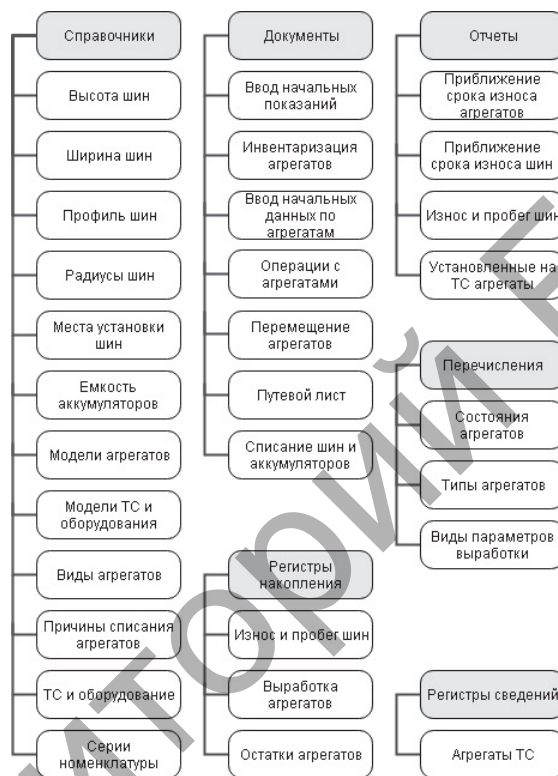 Справочники
Высота шин
Ширина шин
Профиль шин
Радиусы шин
Места установки
шин
Емкость
аккумуляторов
Модели агрегатов
Модели ТС и
оборудования
Виды агрегатов
Причины списания
агрегатов
ТС и оборудование
Серии
номенклатуры
Документы
Ввод начальных
показаний
Инвентаризация
агрегатов
Ввод начальных
данных по
агрегатам
Операции с
агрегатами
Перемещение
агрегатов
Путевой лист
Списание шин и
аккумуляторов
Регистры
накопления
Износ и пробег шин
Выработка
агрегатов
Остатки агрегатов
Отчеты
Приближение
срока износа
агрегатов
Приближение
срока износа шин
Износ и пробег шин
Установленные на
ТС агрегаты
Перечисления
Состояния
агрегатов
Типы агрегатов
Виды параметров
выработки
Регистры сведений
Агрегаты ТС